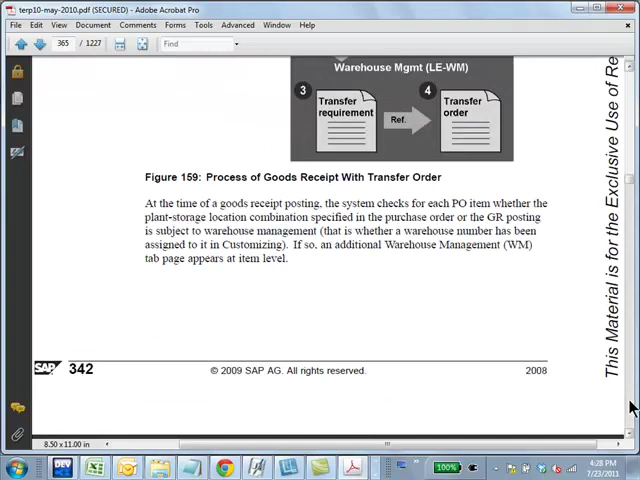 terp10-may-2010.pdf (SECURED) - Adobe Acrobat Pro
File Edit View Document Comments Forms Tools Advanced Window Help
365 / 1227 Find
Warehouse Mgmt (LE-WM)
3 4
Transfer requirement
Ref.
Transfer order
Figure 159: Process of Goods Receipt With Transfer Order
At the time of a goods receipt posting, the system checks for each PO item whether the
plant-storage location combination specified in the purchase order or the GR posting
is subject to warehouse management (that is whether a warehouse number has been
assigned to it in Customizing). If so, an additional Warehouse Management (WM)
tab page appears at item level.
This Material is for the Exclusive Use of Re
SAP 342 © 2009 SAP AG. All rights reserved. 2008
8.50 x 11.00 in
DEV
100%
4:28 PM
7/23/2011